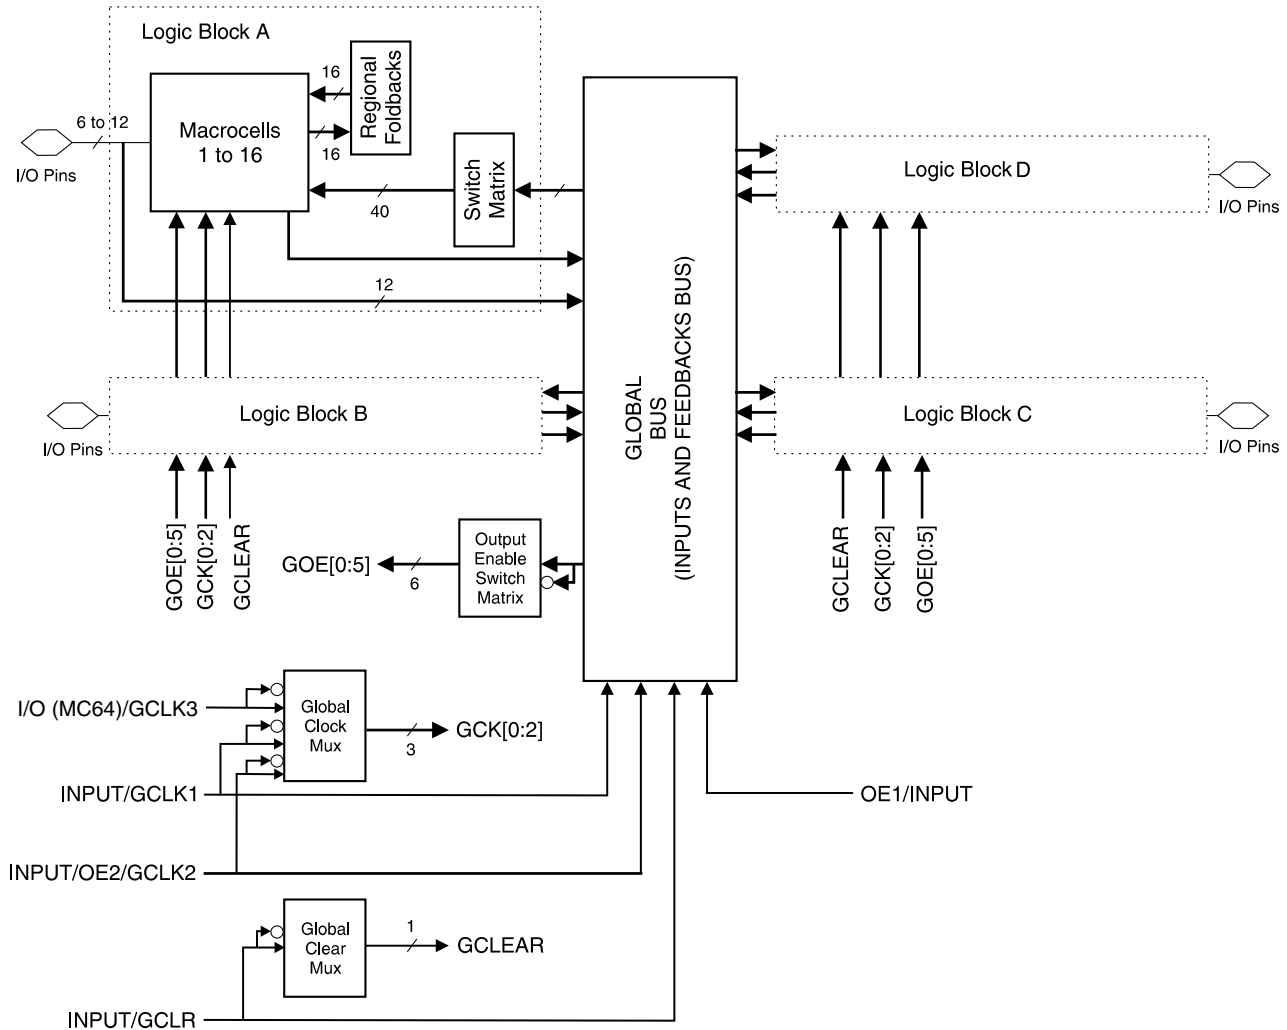 Logic Block A
16
Regional
Foldbacks
6 to 12
Macrocells
1 to 16
16
I/O Pins
40
Switch
Matrix
12
Logic Block D
I/O Pins
GLOBAL
BUS
(INPUTS AND FEEDBACKS BUS)
Logic Block B
I/O Pins
Logic Block C
I/O Pins
GOE[0:5]
GCK[0:2]
GCLEAR
GCLEAR
GCK[0:2]
GOE[0:5]
GOE[0:5]
6
Output
Enable
Switch
Matrix
I/O (MC64)/GCLK3
Global
Clock
Mux
3
GCK[0:2]
INPUT/GCLK1
OE1/INPUT
INPUT/OE2/GCLK2
Global
Clear
Mux
1
GCLEAR
INPUT/GCLR